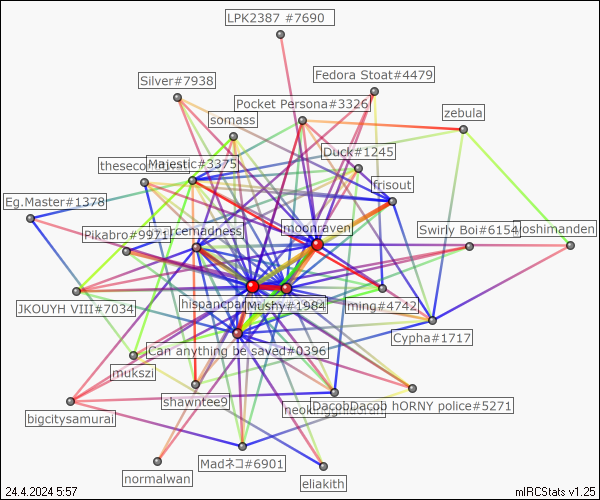 LPK2387 #7690
Fedora Stoat#4479
Silver#7938
Pocket Persona#3326
zebula
somass
Duck#1245
Majestic#3375
frisout
Eg.Master#1378
moonraven
Swirly Boi#6154
oshimanden
Pikabro#9971
rcemadness
hispanicpar
Mushy#1984
ming#4742
JKOUYH VIII#7034
Cypha#1717
Can anything be saved#0396
mukszi
shawntee9
DacobDacob hORNY police#5271
bigcitysamurai
Madネコ#6901
normalwan
eliakith
24.4.2024 5:57
mIRCStats v1.25